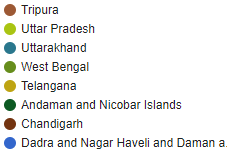 Tripura
Uttar Pradesh
Uttarakhand
West Bengal
Telangana
Andaman and Nicobar Islands
Chandigarh
Dadra and Nagar Haveli and Daman a.